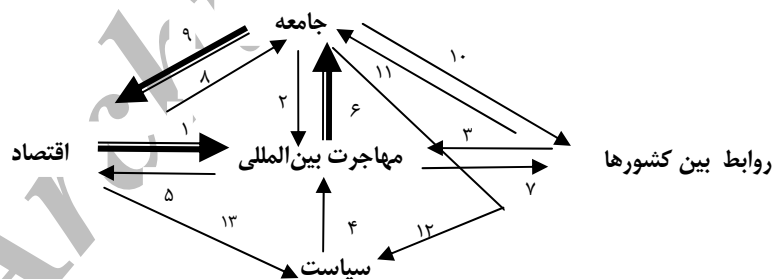 جامعه
۹
۸
۱۰
۱۱
۲
۶
۱
۳
اقتصاد
مهاجرت بین‌المللی
روابط بین کشورها
۵
۷
۱۳
۴
۱۲
سیاست